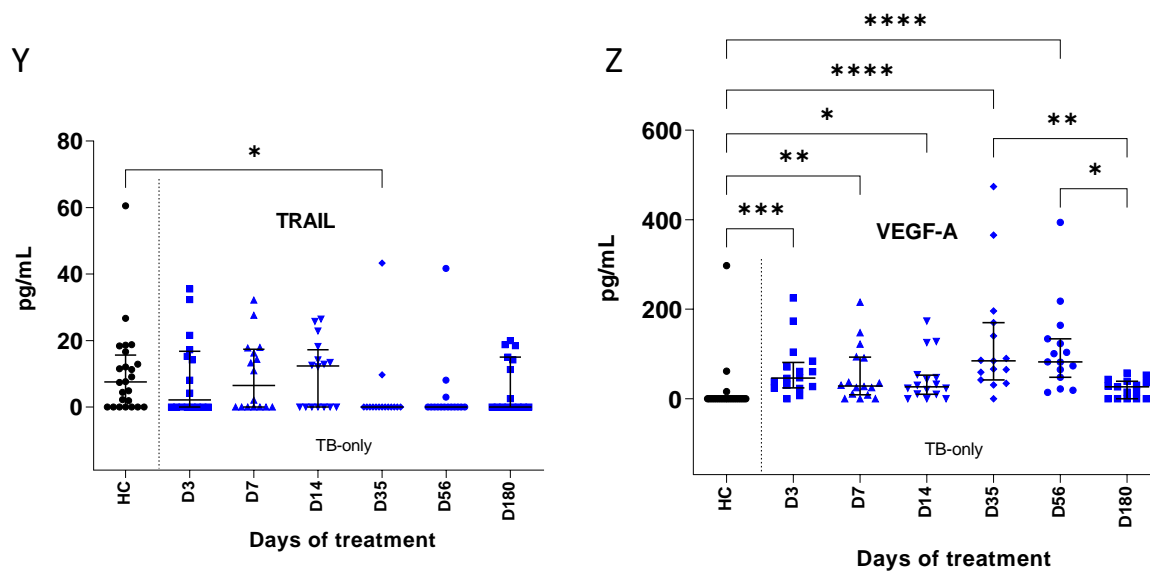 Y
*
80
60
40
20
0
pg/mL
TRAIL
TB-only
HC
D3
D7
D14
D35
D56
D180
Days of treatment
Z
****
****
*
**
**
*
***
600
400
200
0
pg/mL
VEGF-A
TB-only
HC
D3
D7
D14
D35
D56
D180
Days of treatment